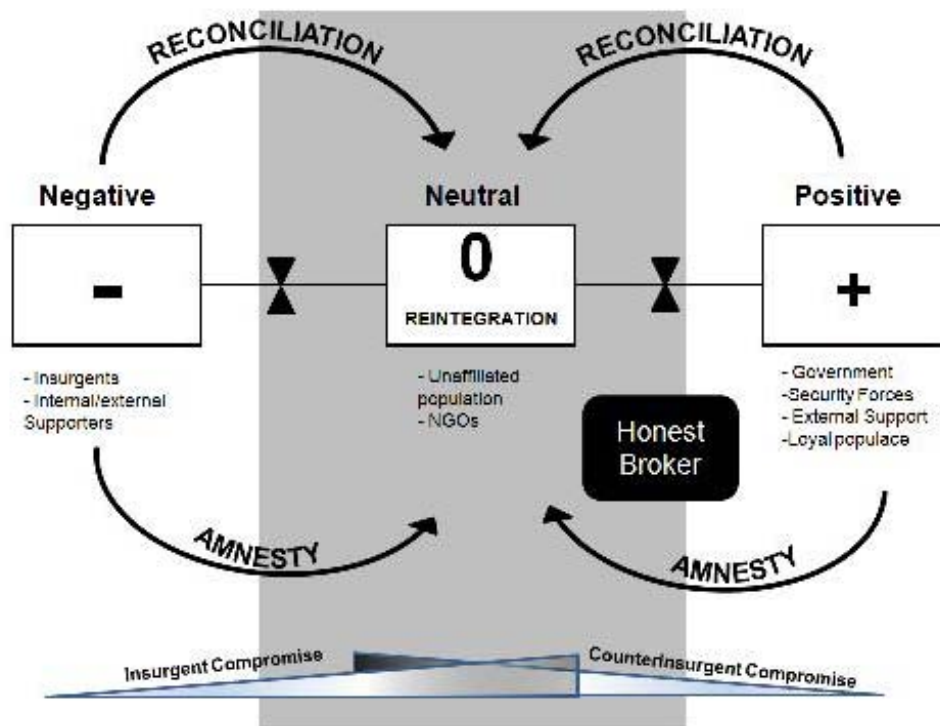 RECONCILIATION
RECONCILIATION
Negative
Neutral
Positive
-
0
REINTEGRATION
+
- Insurgents
- Internal/external
Supporters
- Unaffiliated
population
- NGOs
- Government
-Security Forces
- External Support
-Loyal populace
Honest
Broker
AMNESTY
AMNESTY
Insurgent Compromise
Counterinsurgent Compromise